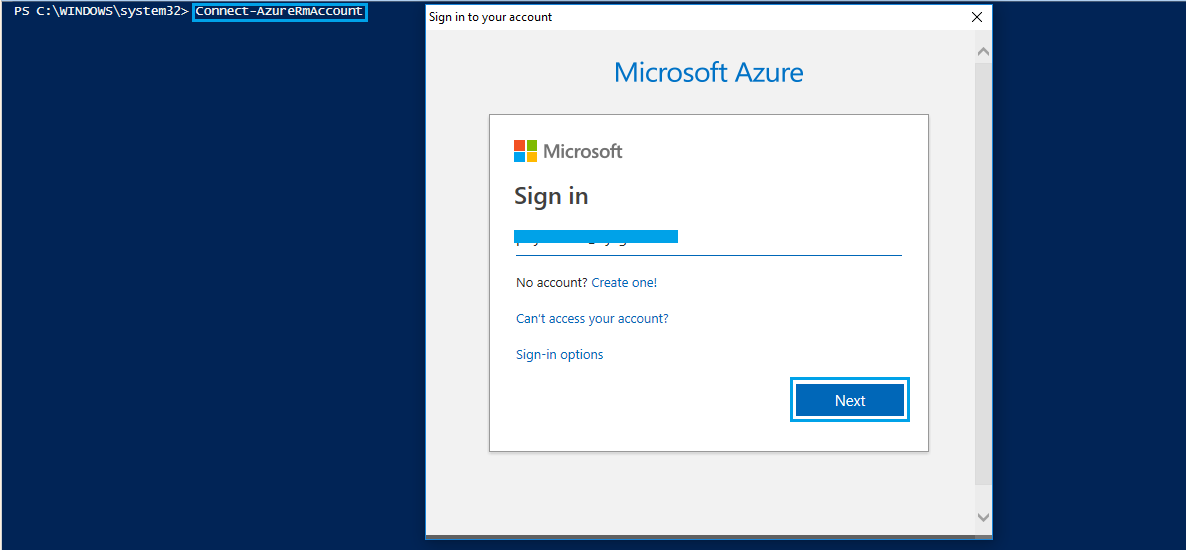 PS C:\WINDOWS\system32> Connect-AzureRmAccount
Sign in to your account
Microsoft Azure
Microsoft
Sign in
No account? Create one!
Can't access your account?
Sign-in options
Next